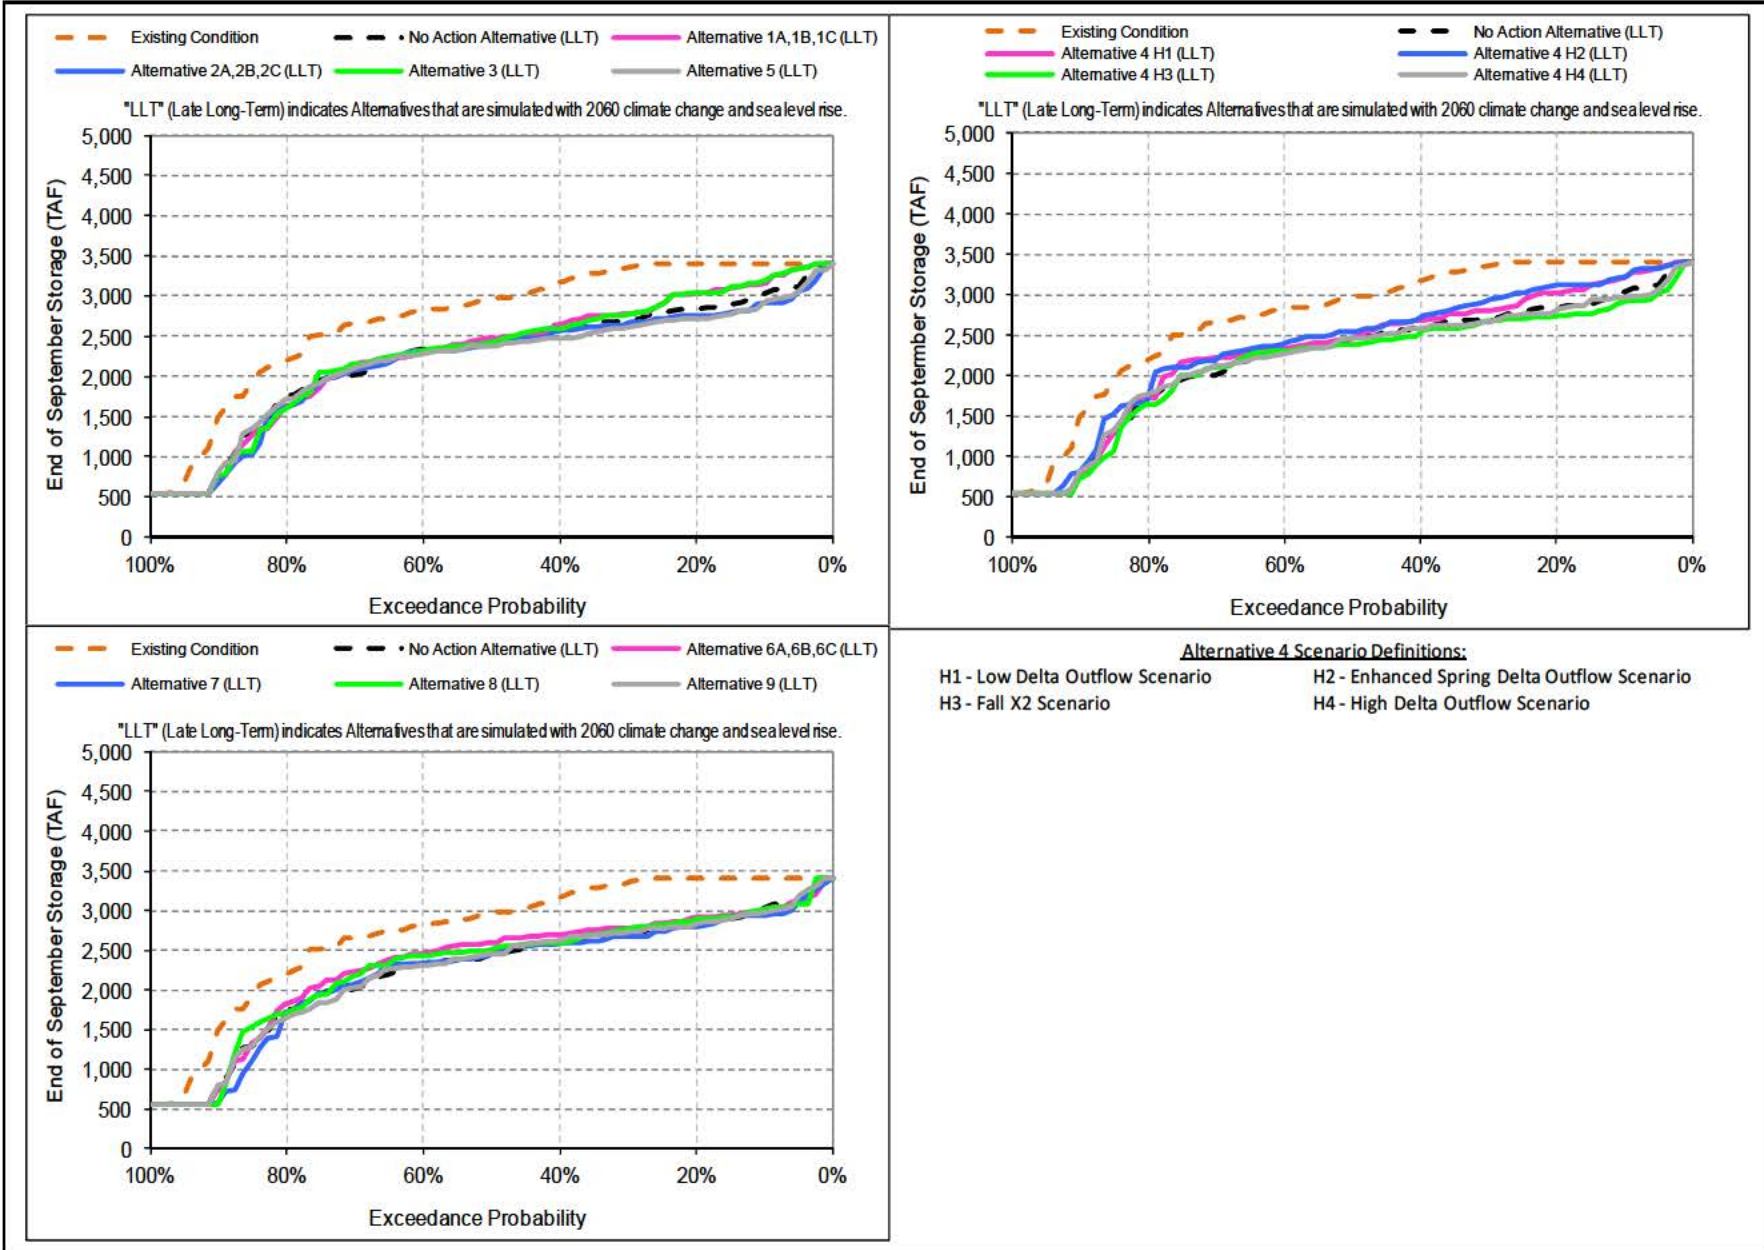 Existing Condition
No Action Alternative (LLT)
Alternative 1A,1B,1C (LLT)
Alternative 2A,2B,2C (LLT)
Alternative 3 (LLT)
Alternative 5 (LLT)
"LLT" (Late Long-Term) indicates Alternatives that are simulated with 2060 climate change and sea level rise.
End of September Storage (TAF)
5,000
4,500
4,000
3,500
3,000
2,500
2,000
1,500
1,000
500
0
100%
80%
60%
40%
20%
0%
Exceedance Probability
Existing Condition
No Action Alternative (LLT)
Alternative 4 H1 (LLT)
Alternative 4 H2 (LLT)
Alternative 4 H3 (LLT)
Alternative 4 H4 (LLT)
"LLT" (Late Long-Term) indicates Alternatives that are simulated with 2060 climate change and sea level rise.
End of September Storage (TAF)
5,000
4,500
4,000
3,500
3,000
2,500
2,000
1,500
1,000
500
0
100%
80%
60%
40%
20%
0%
Exceedance Probability
Existing Condition
No Action Alternative (LLT)
Alternative 6A,6B,6C (LLT)
Alternative 7 (LLT)
Alternative 8 (LLT)
Alternative 9 (LLT)
"LLT" (Late Long-Term) indicates Alternatives that are simulated with 2060 climate change and sea level rise.
End of September Storage (TAF)
5,000
4,500
4,000
3,500
3,000
2,500
2,000
1,500
1,000
500
0
100%
80%
60%
40%
20%
0%
Exceedance Probability
Alternative 4 Scenario Definitions:
H1 - Low Delta Outflow Scenario
H2 - Enhanced Spring Delta Outflow Scenario
H3 - Fall X2 Scenario
H4 - High Delta Outflow Scenario